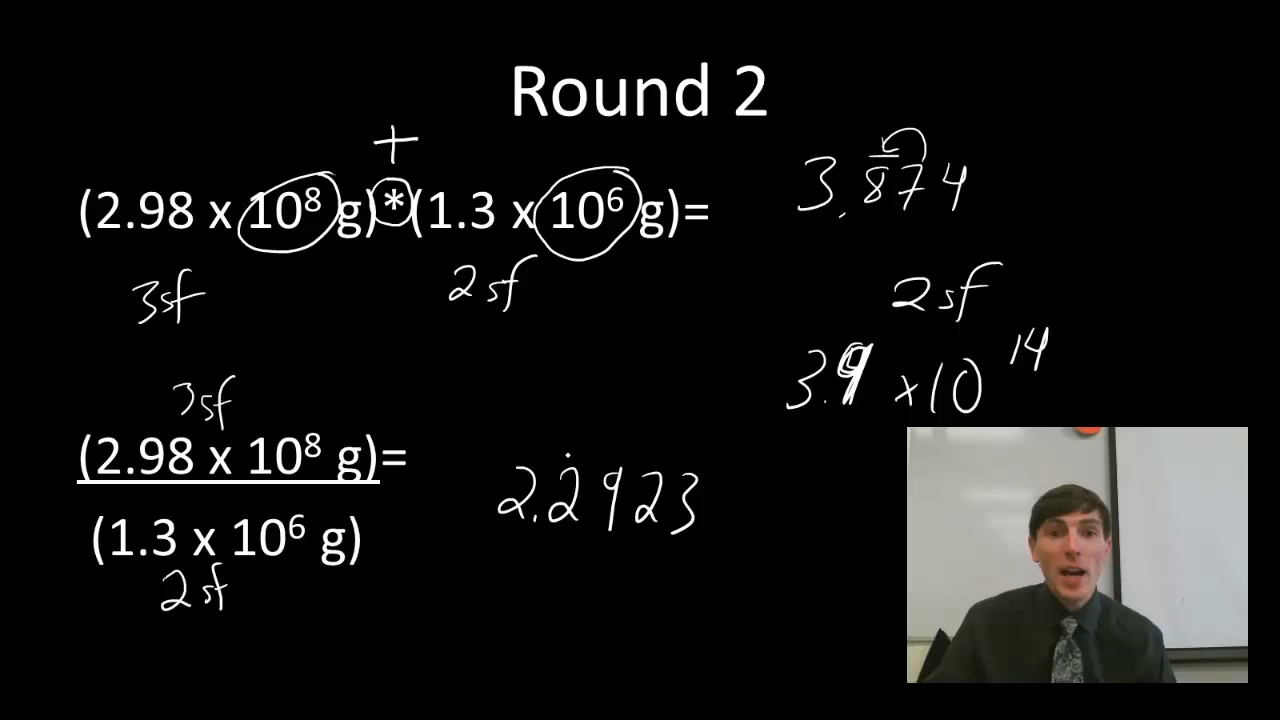 Round 2
+
(2.98 x 10⁸ g)*(1.3 x 10⁶ g)=
3.874
3sf
2sf
2sf
3.9 x10¹⁴
3sf
(2.98 x 10⁸ g)=
2.2923
(1.3 x 10⁶ g)
2sf